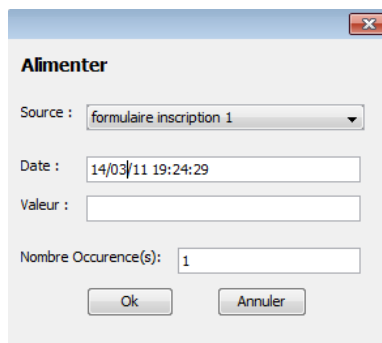 Alimenter
Source : formulaire inscription 1
Date : 14/03/11 19:24:29
Valeur :
Nombre Occurence(s): 1
Ok Annuler